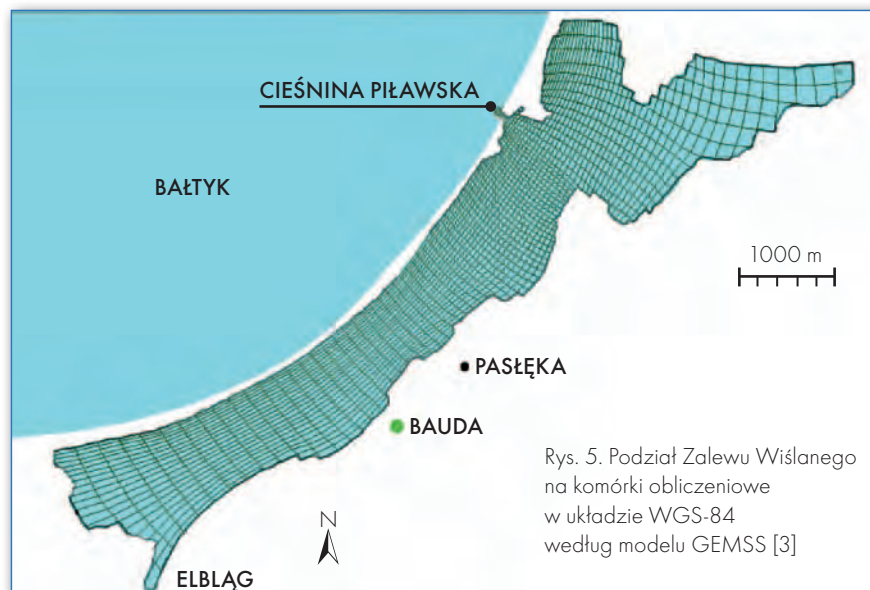 CIEŚNINA PIŁAWSKA
BAŁTYK
1000 m
PASŁĘKA
BAUDA
Rys. 5. Podział Zalewu Wiślanego
na komórki obliczeniowe
w układzie WGS-84
według modelu GEMSS [3]
N
ELBLĄG